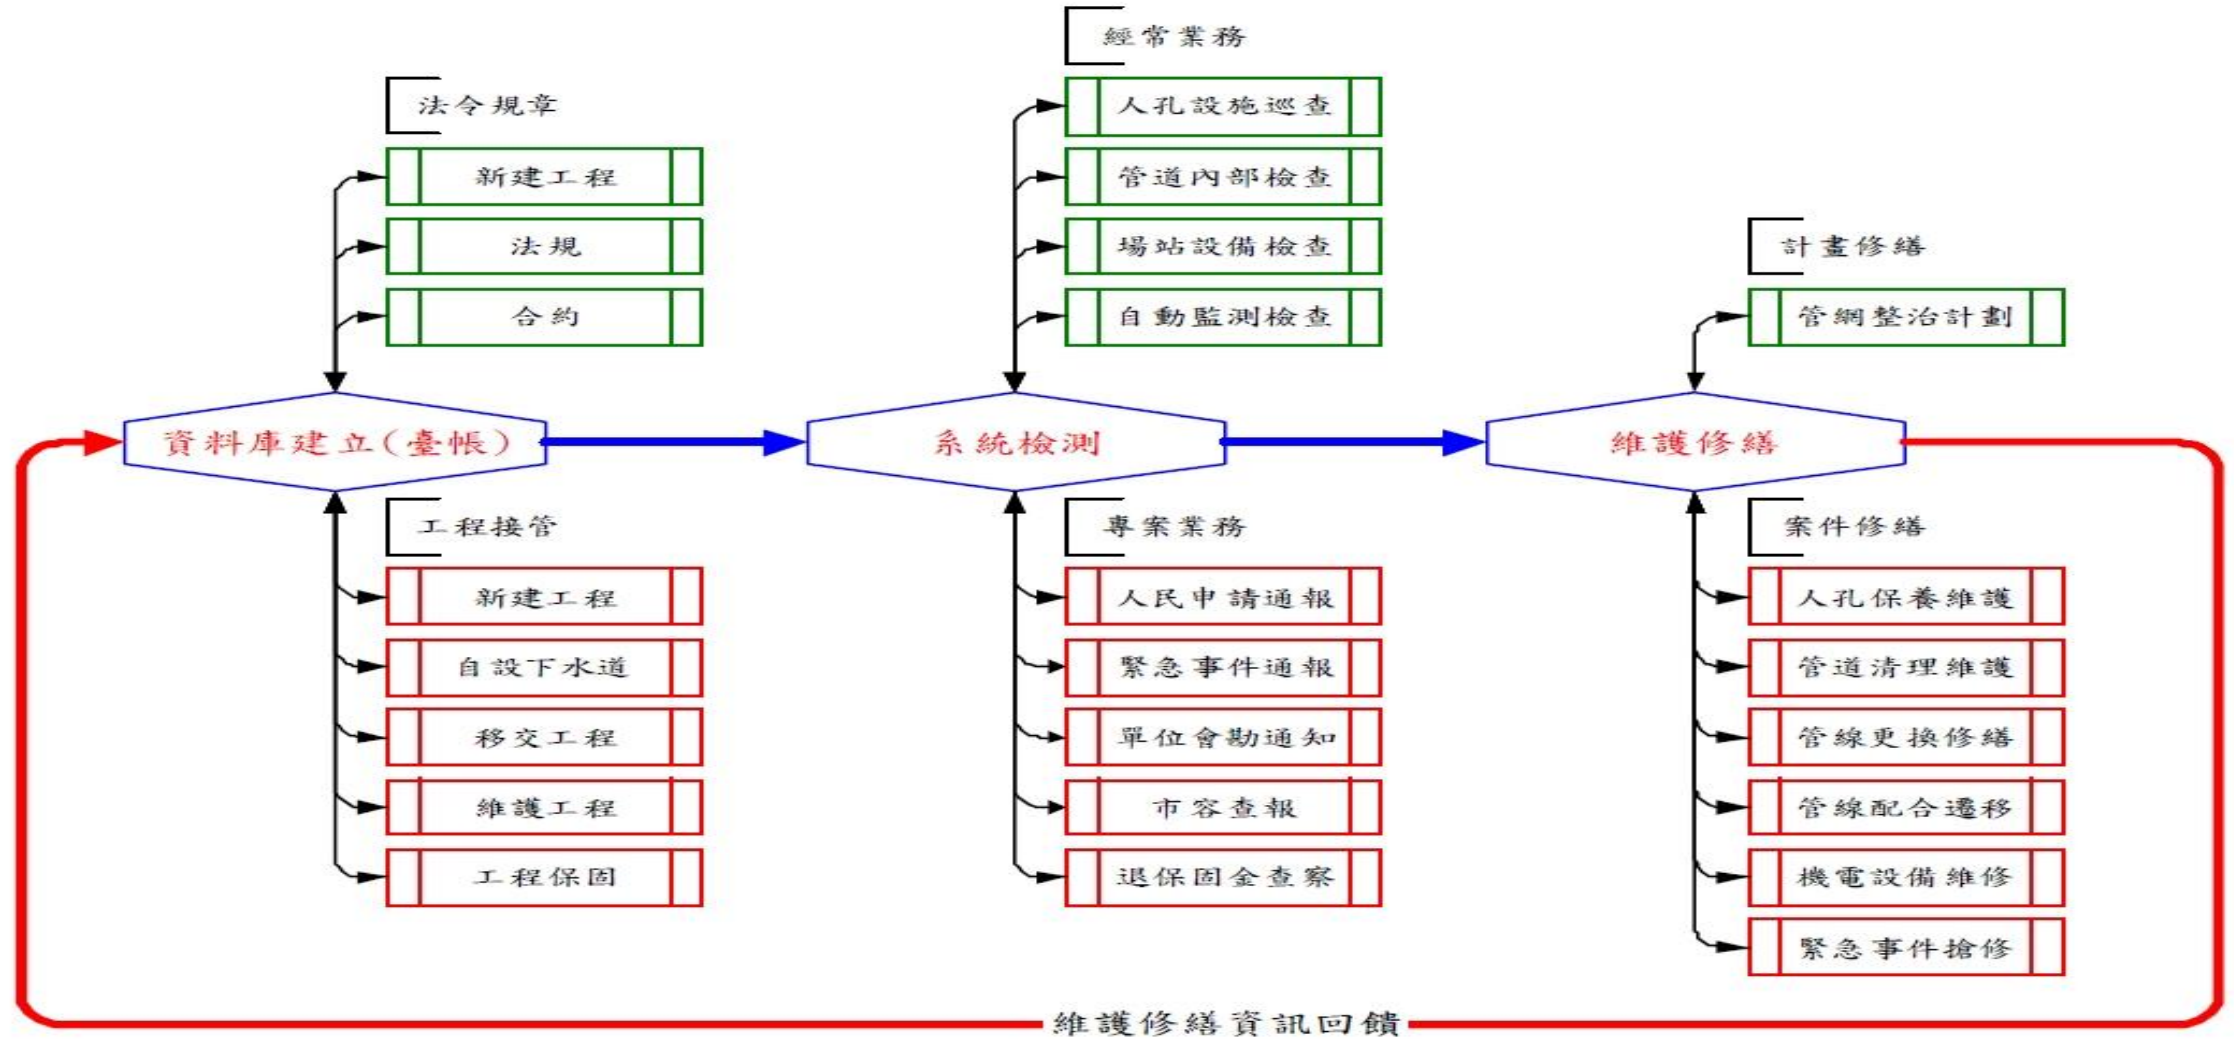 法令規章
新建工程
法規
合約
資料庫建立(臺帳)
工程接管
新建工程
自設下水道
移交工程
維護工程
工程保固
經常業務
人孔設施巡查
管道內部檢查
場站設備檢查
自動監測檢查
系統檢測
專案業務
人民申請通報
緊急事件通報
單位會勘通知
市容查報
退保固金查察
計畫修繕
管網整治計劃
維護修繕
案件修繕
人孔保養維護
管道清理維護
管線更換修繕
管線配合遷移
機電設備維修
緊急事件搶修
維護修繕資訊回饋